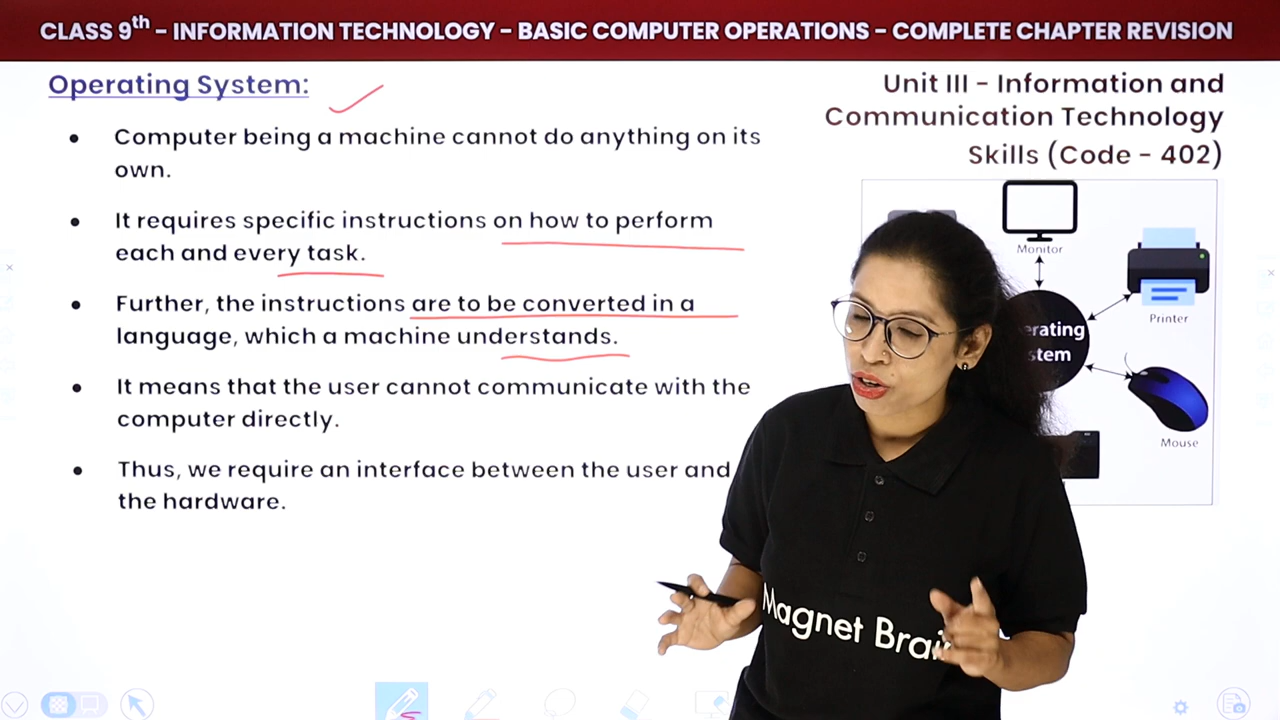 CLASS 9th – INFORMATION TECHNOLOGY – BASIC COMPUTER OPERATIONS – COMPLETE CHAPTER REVISION
Operating System:
Unit III – Information and
Communication Technology
Skills (Code – 402)
• Computer being a machine cannot do anything on its
own.
• It requires specific instructions on how to perform
each and every task.
• Further, the instructions are to be converted in a
language, which a machine understands.
• It means that the user cannot communicate with the
computer directly.
• Thus, we require an interface between the user and
the hardware.
Monitor
Printer
erating
stem
Mouse
Magnet Brai